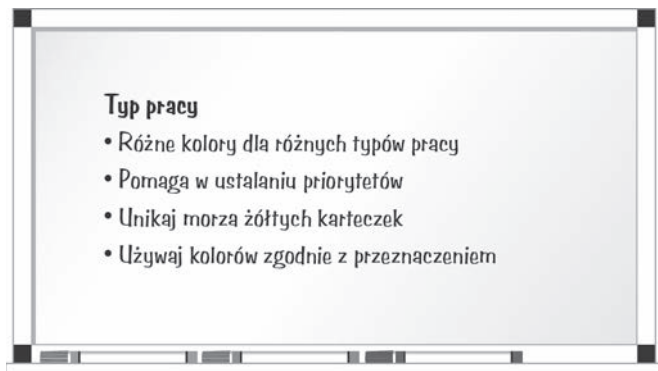 Typ pracy
• Różne kolory dla różnych typów pracy
• Pomaga w ustalaniu priorytetów
• Unikaj morza żółtych karteczek
• Używaj kolorów zgodnie z przeznaczeniem